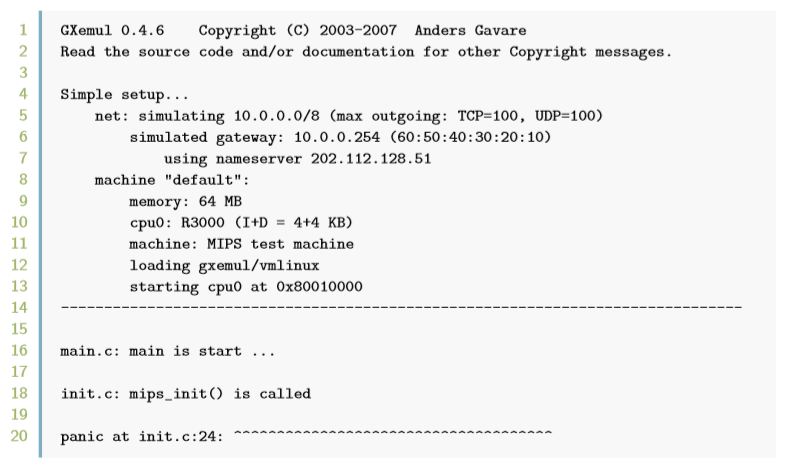 1 GXemul 0.4.6    Copyright (C) 2003-2007  Anders Gavare
2 Read the source code and/or documentation for other Copyright messages.
3
4 Simple setup...
5     net: simulating 10.0.0.0/8 (max outgoing: TCP=100, UDP=100)
6         simulated gateway: 10.0.0.254 (60:50:40:30:20:10)
7             using nameserver 202.112.128.51
8     machine "default":
9         memory: 64 MB
10         cpu0: R3000 (I+D = 4+4 KB)
11         machine: MIPS test machine
12         loading gxemul/vmlinux
13         starting cpu0 at 0x80010000
14 -------------------------------------------------------------------------------
15
16 main.c: main is start ...
17
18 init.c: mips_init() is called
19
20 panic at init.c:24: ^^^^^^^^^^^^^^^^^^^^^^^^^^^^^^^^^^^^^